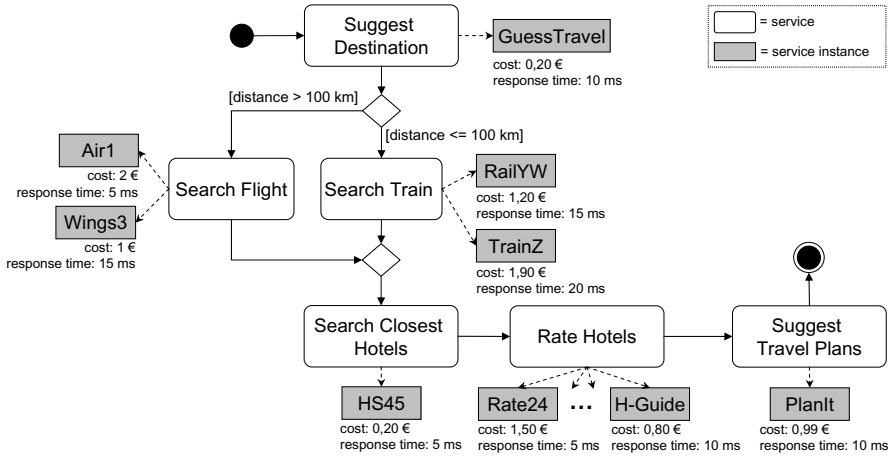 Suggest
Destination
GuessTravel
cost: 0,20 €
response time: 10 ms
= service
= service instance
[distance > 100 km]
[distance <= 100 km]
Air1
cost: 2 €
response time: 5 ms
Wings3
cost: 1 €
response time: 15 ms
Search Flight
Search Train
RailYW
cost: 1,20 €
response time: 15 ms
TrainZ
cost: 1,90 €
response time: 20 ms
Search Closest
Hotels
Rate Hotels
Suggest
Travel Plans
HS45
cost: 0,20 €
response time: 5 ms
Rate24
cost: 1,50 €
response time: 5 ms
...
H-Guide
cost: 0,80 €
response time: 10 ms
PlanIt
cost: 0,99 €
response time: 10 ms